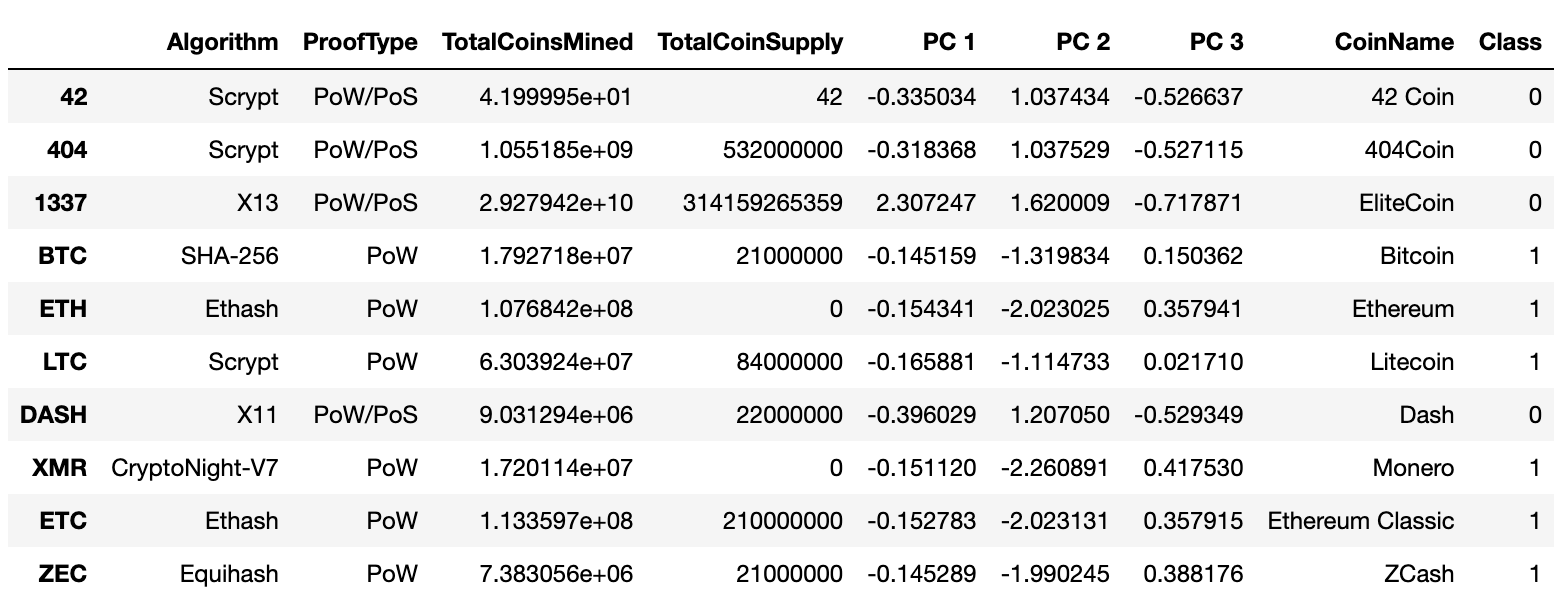 Algorithm ProofType TotalCoinsMined TotalCoinSupply PC 1 PC 2 PC 3 CoinName Class
42 Scrypt PoW/PoS 4.199995e+01 42 -0.335034 1.037434 -0.526637 42 Coin 0
404 Scrypt PoW/PoS 1.055185e+09 532000000 -0.318368 1.037529 -0.527115 404Coin 0
1337 X13 PoW/PoS 2.927942e+10 314159265359 2.307247 1.620009 -0.717871 EliteCoin 0
BTC SHA-256 PoW 1.792718e+07 21000000 -0.145159 -1.319834 0.150362 Bitcoin 1
ETH Ethash PoW 1.076842e+08 0 -0.154341 -2.023025 0.357941 Ethereum 1
LTC Scrypt PoW 6.303924e+07 84000000 -0.165881 -1.114733 0.021710 Litecoin 1
DASH X11 PoW/PoS 9.031294e+06 22000000 -0.396029 1.207050 -0.529349 Dash 0
XMR CryptoNight-V7 PoW 1.720114e+07 0 -0.151120 -2.260891 0.417530 Monero 1
ETC Ethash PoW 1.133597e+08 210000000 -0.152783 -2.023131 0.357915 Ethereum Classic 1
ZEC Equihash PoW 7.383056e+06 21000000 -0.145289 -1.990245 0.388176 ZCash 1